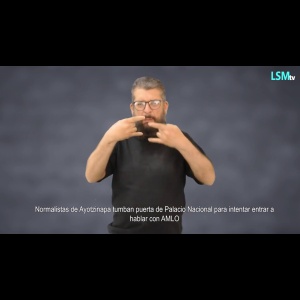 LSMtv
Normalistas de Ayotzinapa tumban puerta de Palacio Nacional para intentar entrar a
hablar con AMLO